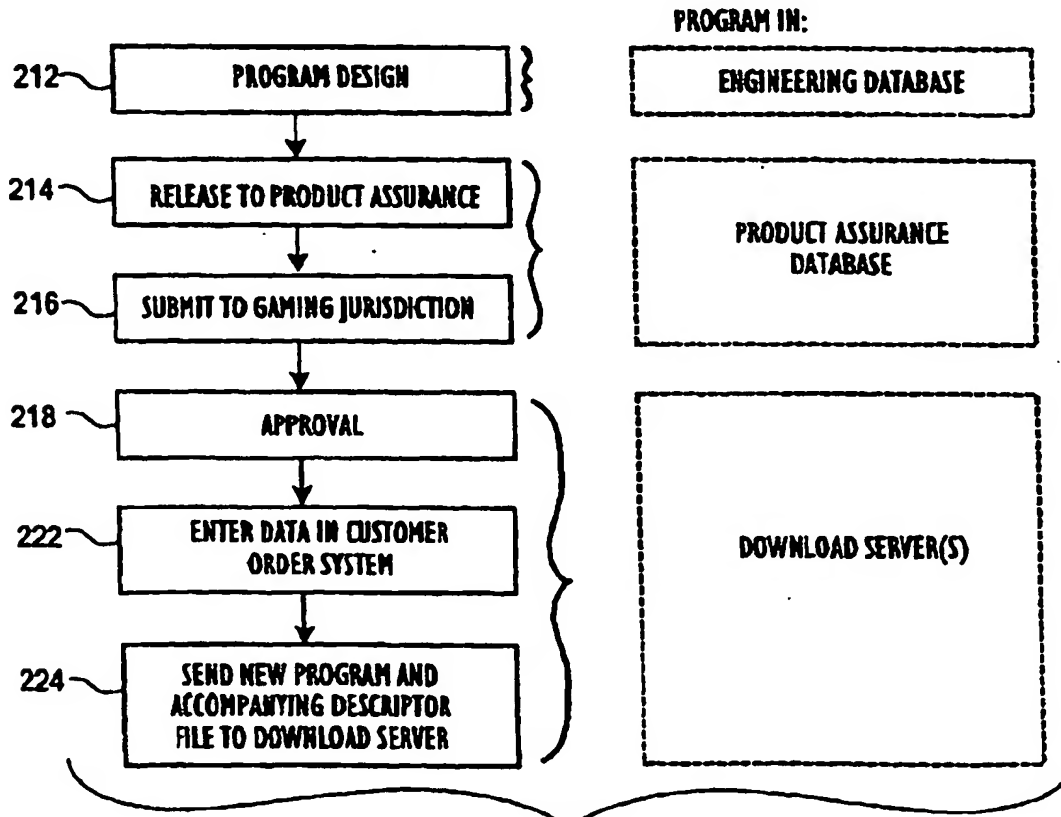 PROGRAM IN:
212
PROGRAM DESIGN
ENGINEERING DATABASE
214
RELEASE TO PRODUCT ASSURANCE
PRODUCT ASSURANCE
DATABASE
216
SUBMIT TO GAMING JURISDICTION
218
APPROVAL
222
ENTER DATA IN CUSTOMER
ORDER SYSTEM
DOWNLOAD SERVER(S)
224
SEND NEW PROGRAM AND
ACCOMPANYING DESCRIPTOR
FILE TO DOWNLOAD SERVER